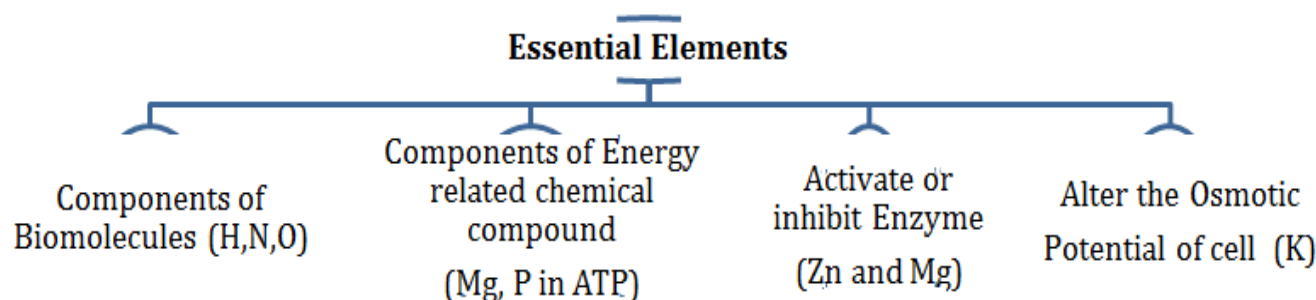 Essential Elements
Components of
Biomolecules (H,N,O)
Components of Energy
related chemical
compound
(Mg, P in ATP)
Activate or
inhibit Enzyme
(Zn and Mg)
Alter the Osmotic
Potential of cell (K)